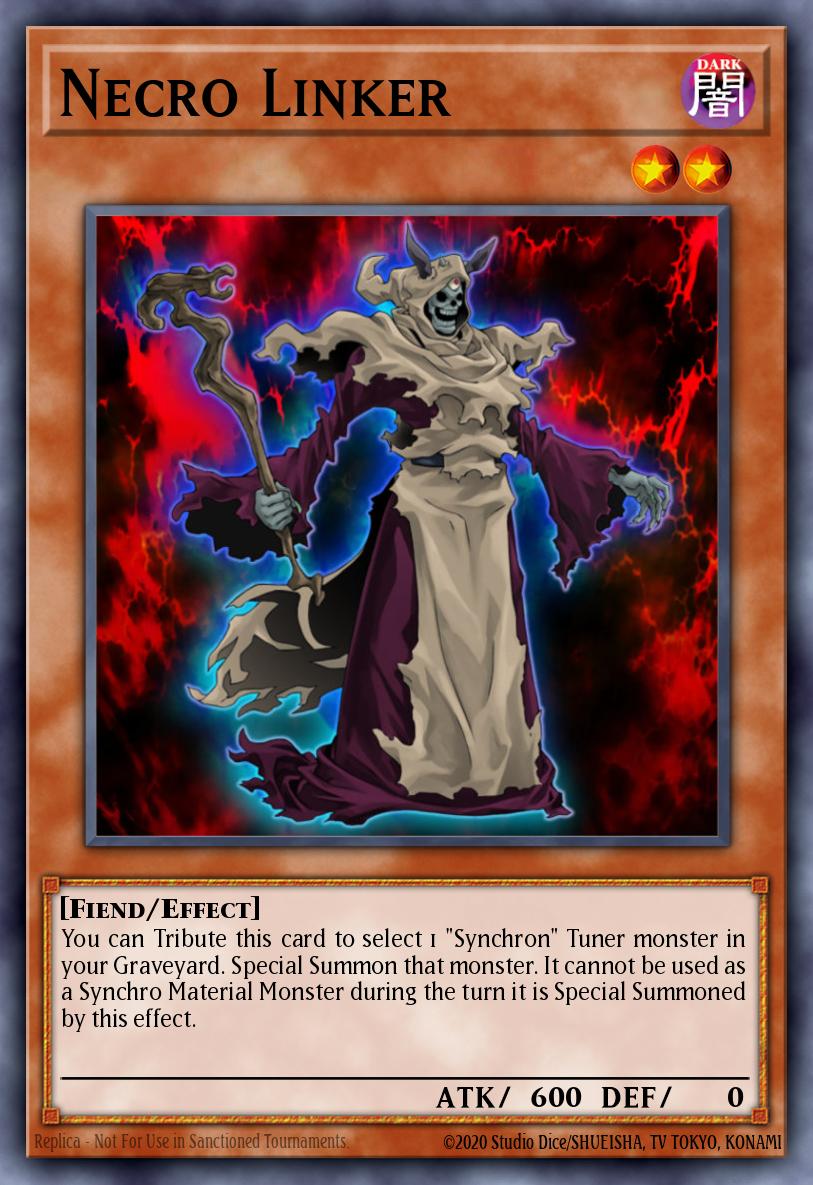 Necro Linker
DARK
闇
[Fiend/Effect]
You can Tribute this card to select 1 "Synchron" Tuner monster in
your Graveyard. Special Summon that monster. It cannot be used as
a Synchro Material Monster during the turn it is Special Summoned
by this effect.
ATK/ 600 DEF/ 0
Replica - Not For Use in Sanctioned Tournaments.
©2020 Studio Dice/SHUEISHA, TV TOKYO, KONAMI